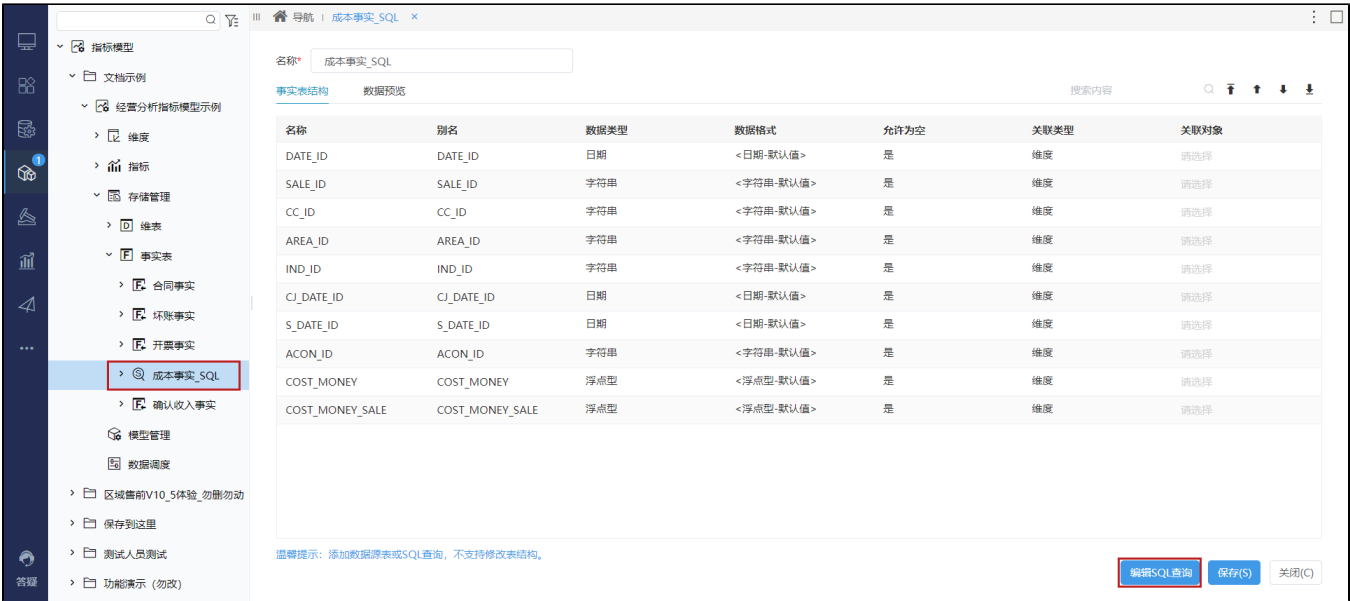 导航 成本事实_SQL ×
指标模型
文档示例
经营分析指标模型示例
维度
指标
存储管理
维表
事实表
合同事实
坏账事实
开票事实
成本事实_SQL
确认收入事实
模型管理
数据调度
区域售前V10_5体验_勿删勿动
保存到这里
测试人员测试
功能演示（勿改）
1
答疑
名称* 成本事实_SQL
事实表结构 数据预览 搜索内容
名称 别名 数据类型 数据格式 允许为空 关联类型 关联对象
DATE_ID DATE_ID 日期 <日期-默认值> 是 维度 请选择
SALE_ID SALE_ID 字符串 <字符串-默认值> 是 维度 请选择
CC_ID CC_ID 字符串 <字符串-默认值> 是 维度 请选择
AREA_ID AREA_ID 字符串 <字符串-默认值> 是 维度 请选择
IND_ID IND_ID 字符串 <字符串-默认值> 是 维度 请选择
CJ_DATE_ID CJ_DATE_ID 日期 <日期-默认值> 是 维度 请选择
S_DATE_ID S_DATE_ID 日期 <日期-默认值> 是 维度 请选择
ACON_ID ACON_ID 字符串 <字符串-默认值> 是 维度 请选择
COST_MONEY COST_MONEY 浮点型 <浮点型-默认值> 是 维度 请选择
COST_MONEY_SALE COST_MONEY_SALE 浮点型 <浮点型-默认值> 是 维度 请选择
温馨提示：添加数据源表或SQL查询，不支持修改表结构。
编辑SQL查询 保存(S) 关闭(C)